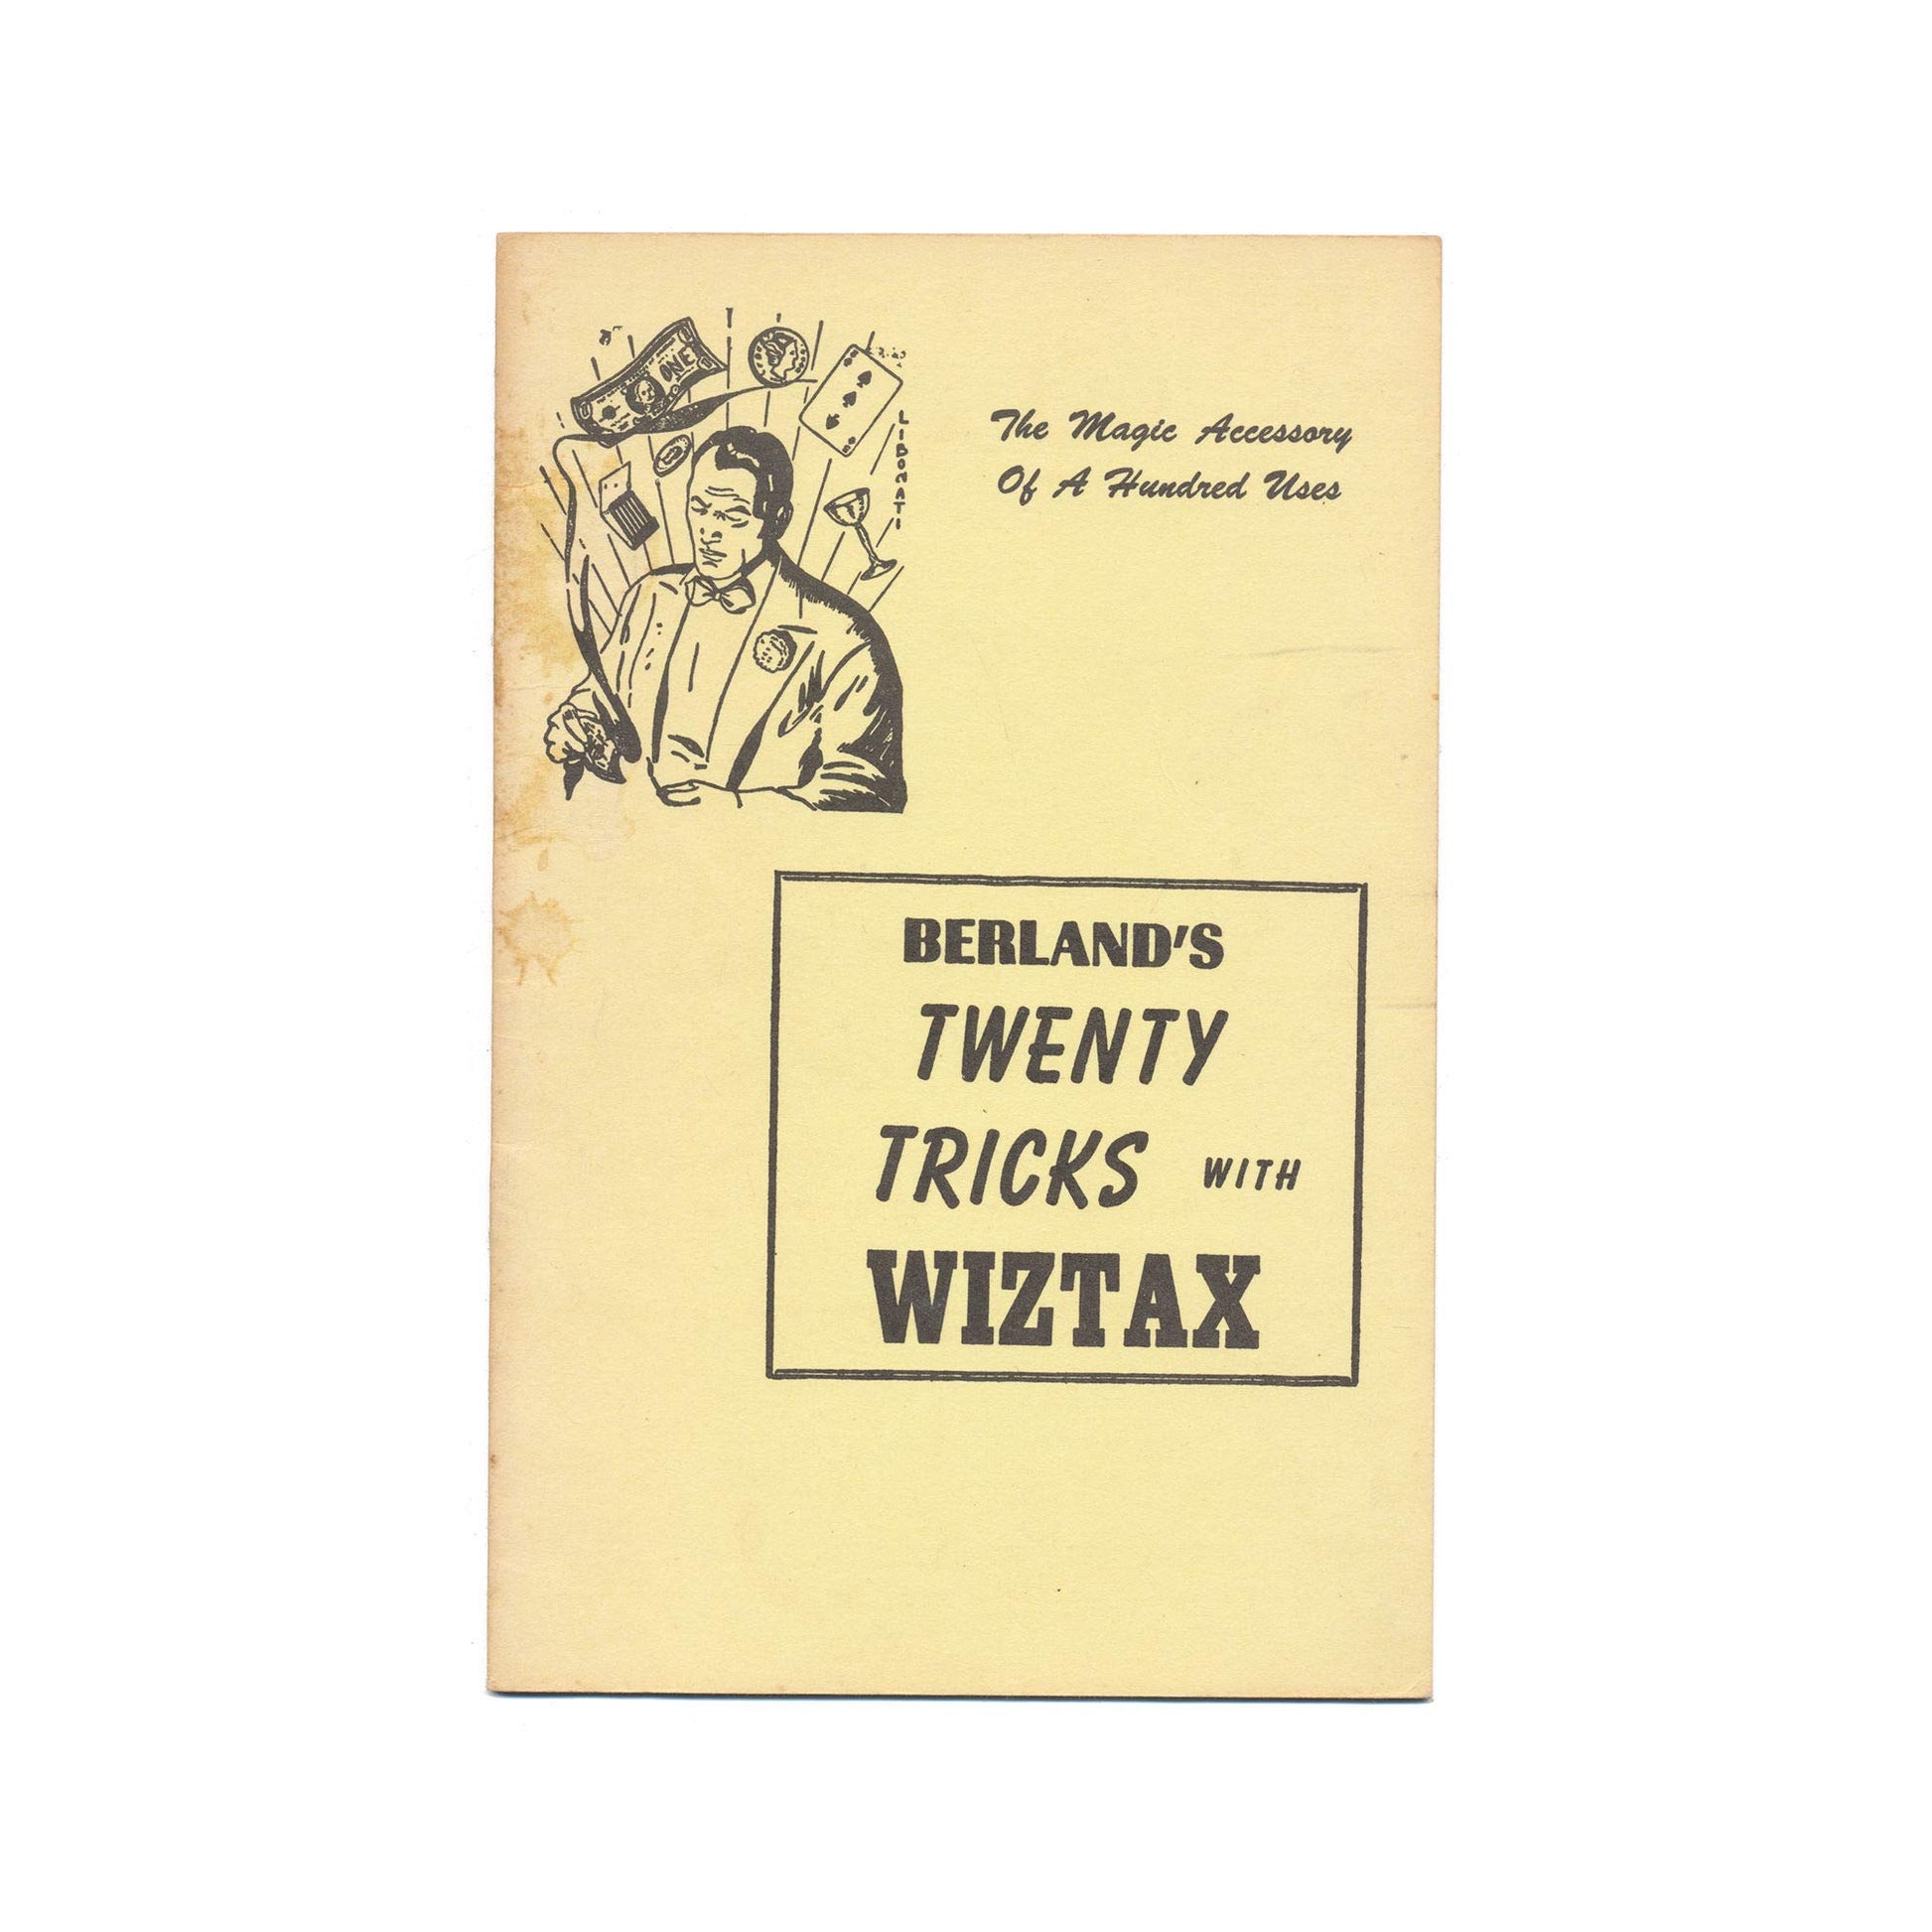 ONE
LIBONATI
The Magic Accessory
Of A Hundred Uses
BERLAND'S
TWENTY
TRICKS WITH
WIZTAX